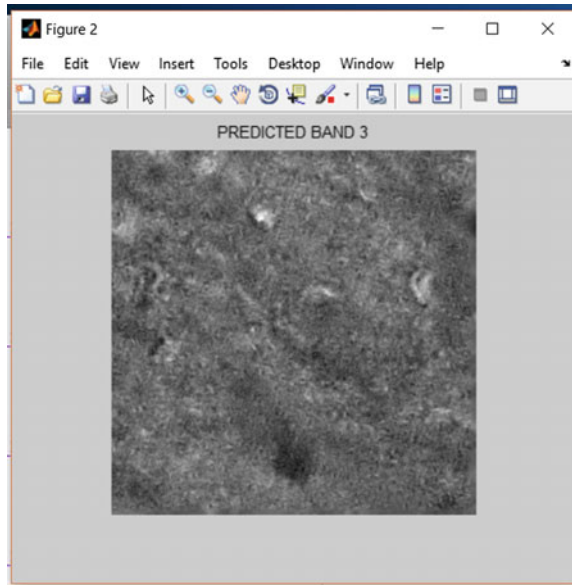 Figure 2
File Edit View Insert Tools Desktop Window Help
PREDICTED BAND 3